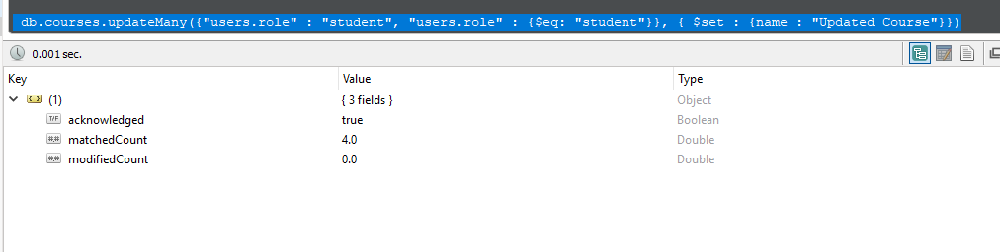 db.courses.updateMany({"users.role" : "student", "users.role" : {$eq: "student"}}, { $set : {name : "Updated Course"}})
0.001 sec.
Key Value Type
(1) { 3 fields } Object
T/F acknowledged true Boolean
#.# matchedCount 4.0 Double
#.# modifiedCount 0.0 Double